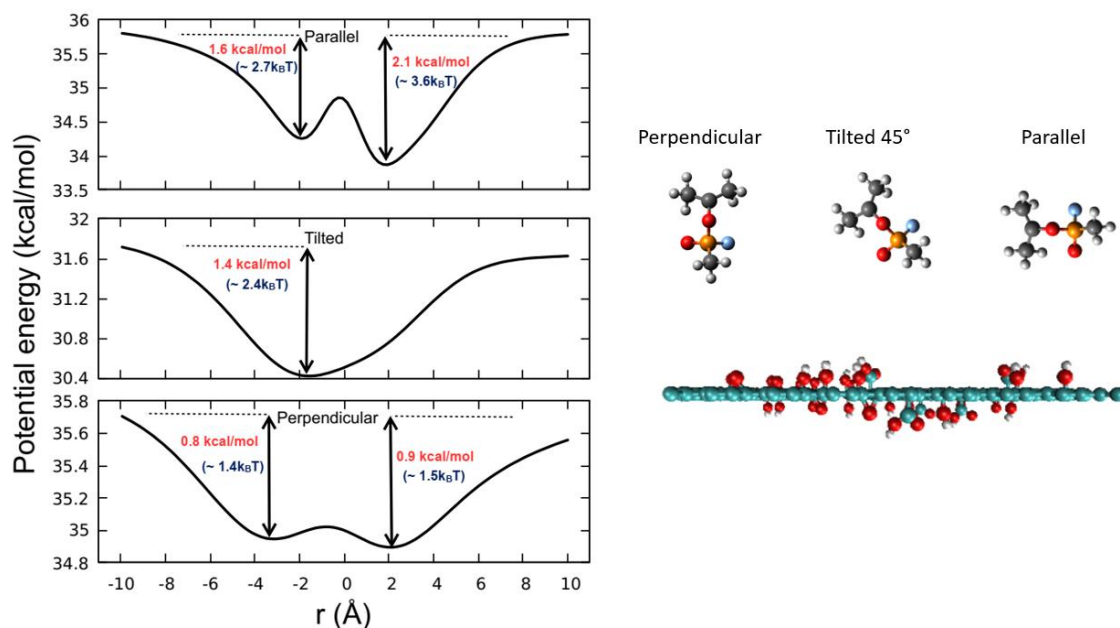 Potential energy (kcal/mol)
36
35.5
35
34.5
34
33.5
Parallel
1.6 kcal/mol
(~ 2.7kBT)
2.1 kcal/mol
(~ 3.6kBT)
32
31.6
31.2
30.8
30.4
Tilted
1.4 kcal/mol
(~ 2.4kBT)
35.8
35.6
35.4
35.2
35
34.8
Perpendicular
0.8 kcal/mol
(~ 1.4kBT)
0.9 kcal/mol
(~ 1.5kBT)
-10 -8 -6 -4 -2 0 2 4 6 8 10
r (Å)
Perpendicular Tilted 45° Parallel